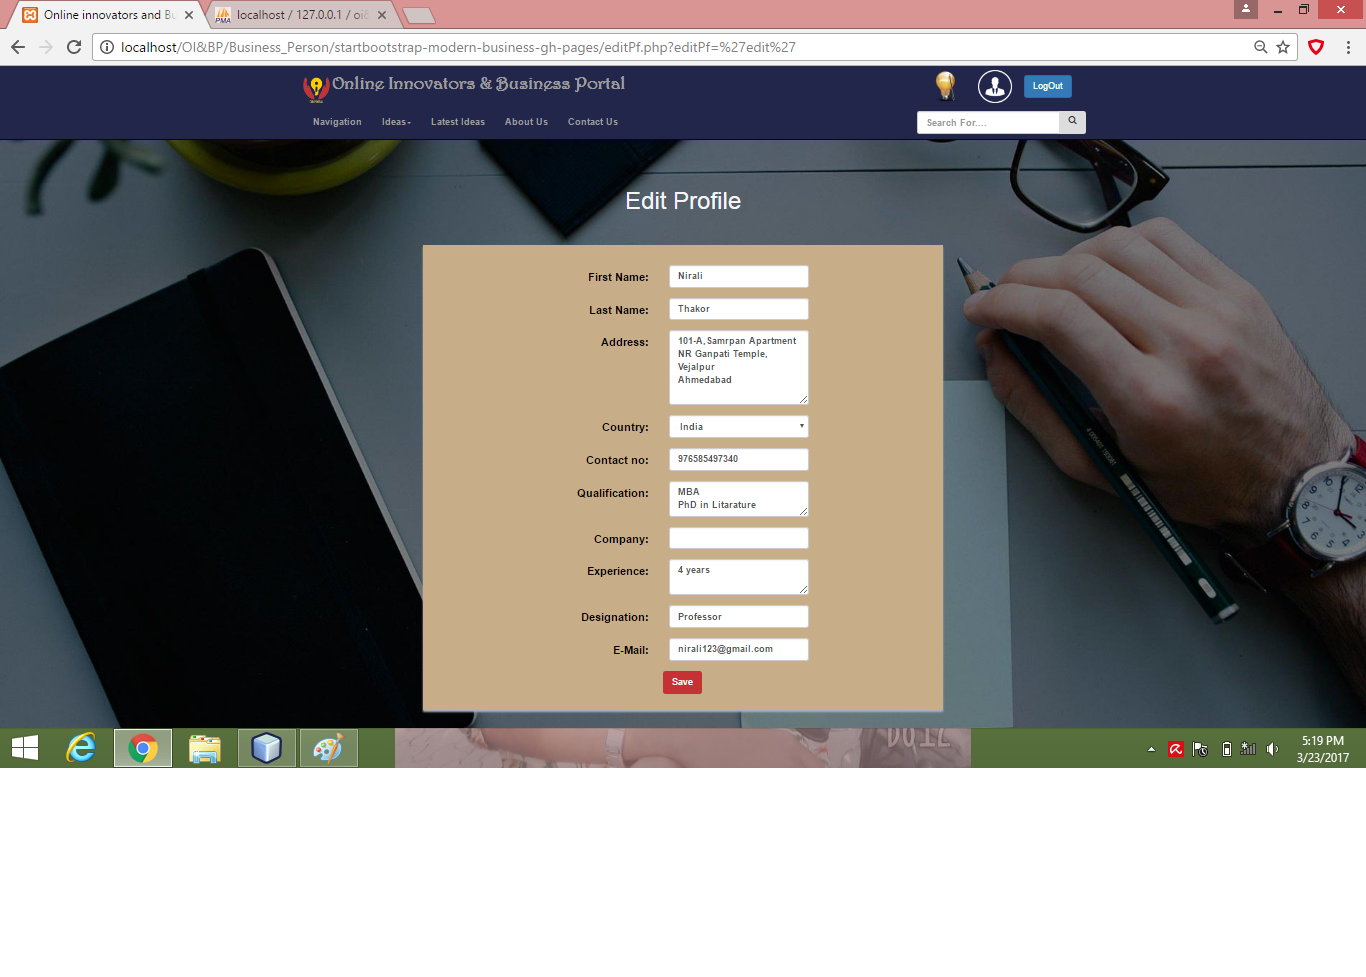 Online innovators and Bu
localhost / 127.0.0.1 / oi&
localhost/OI&BP/Business_Person/startbootstrap-modern-business-gh-pages/editPf.php?editPf=%27edit%27
Online Innovators & Business Portal
LogOut
Navigation
Ideas
Latest Ideas
About Us
Contact Us
Search For....
Edit Profile
First Name:
Nirali
Last Name:
Thakor
Address:
101-A,Samrpan Apartment
NR Ganpati Temple,
Vejalpur
Ahmedabad
Country:
India
Contact no:
976585497340
Qualification:
MBA
PhD in Litarature
Company:
Experience:
4 years
Designation:
Professor
E-Mail:
nirali123@gmail.com
Save
5:19 PM
3/23/2017